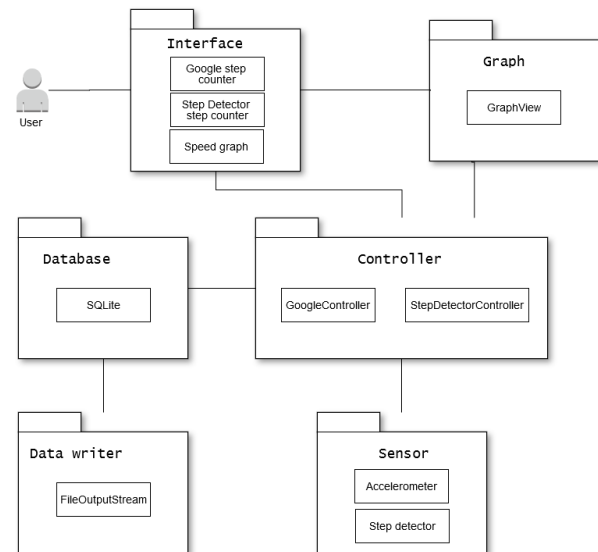 Interface
Google step
counter
Step Detector
step counter
Speed graph
User
Graph
GraphView
Database
SQLite
Controller
GoogleController
StepDetectorController
Data writer
FileOutputStream
Sensor
Accelerometer
Step detector